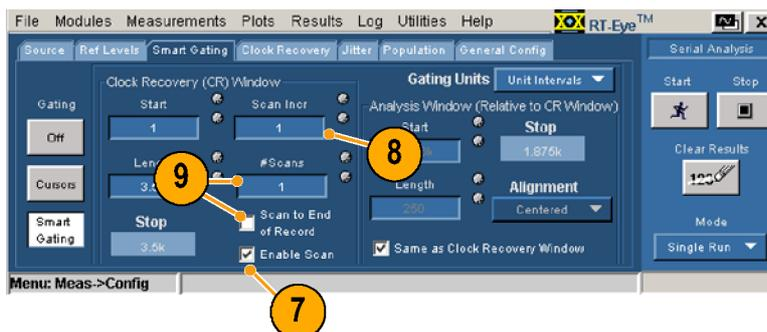 File Modules Measurements Plots Results Log Utilities Help RT-Eye™ X
Source Ref Levels Smart Gating Clock Recovery Jitter Population General Config
Serial Analysis
Gating
Off
Cursors
Smart Gating
Clock Recovery (CR) Window
Start
1
Scan Incr
1
#Scans
1
Stop
3.5k
Scan to End of Record
Enable Scan
Gating Units Unit Intervals
Analysis Window (Relative to CR Window)
Start
Stop
1.875k
Length
250
Alignment
Centered
Same as Clock Recovery Window
Start Stop
Clear Results
123
Mode
Single Run
Menu: Meas->Config
8
9
7